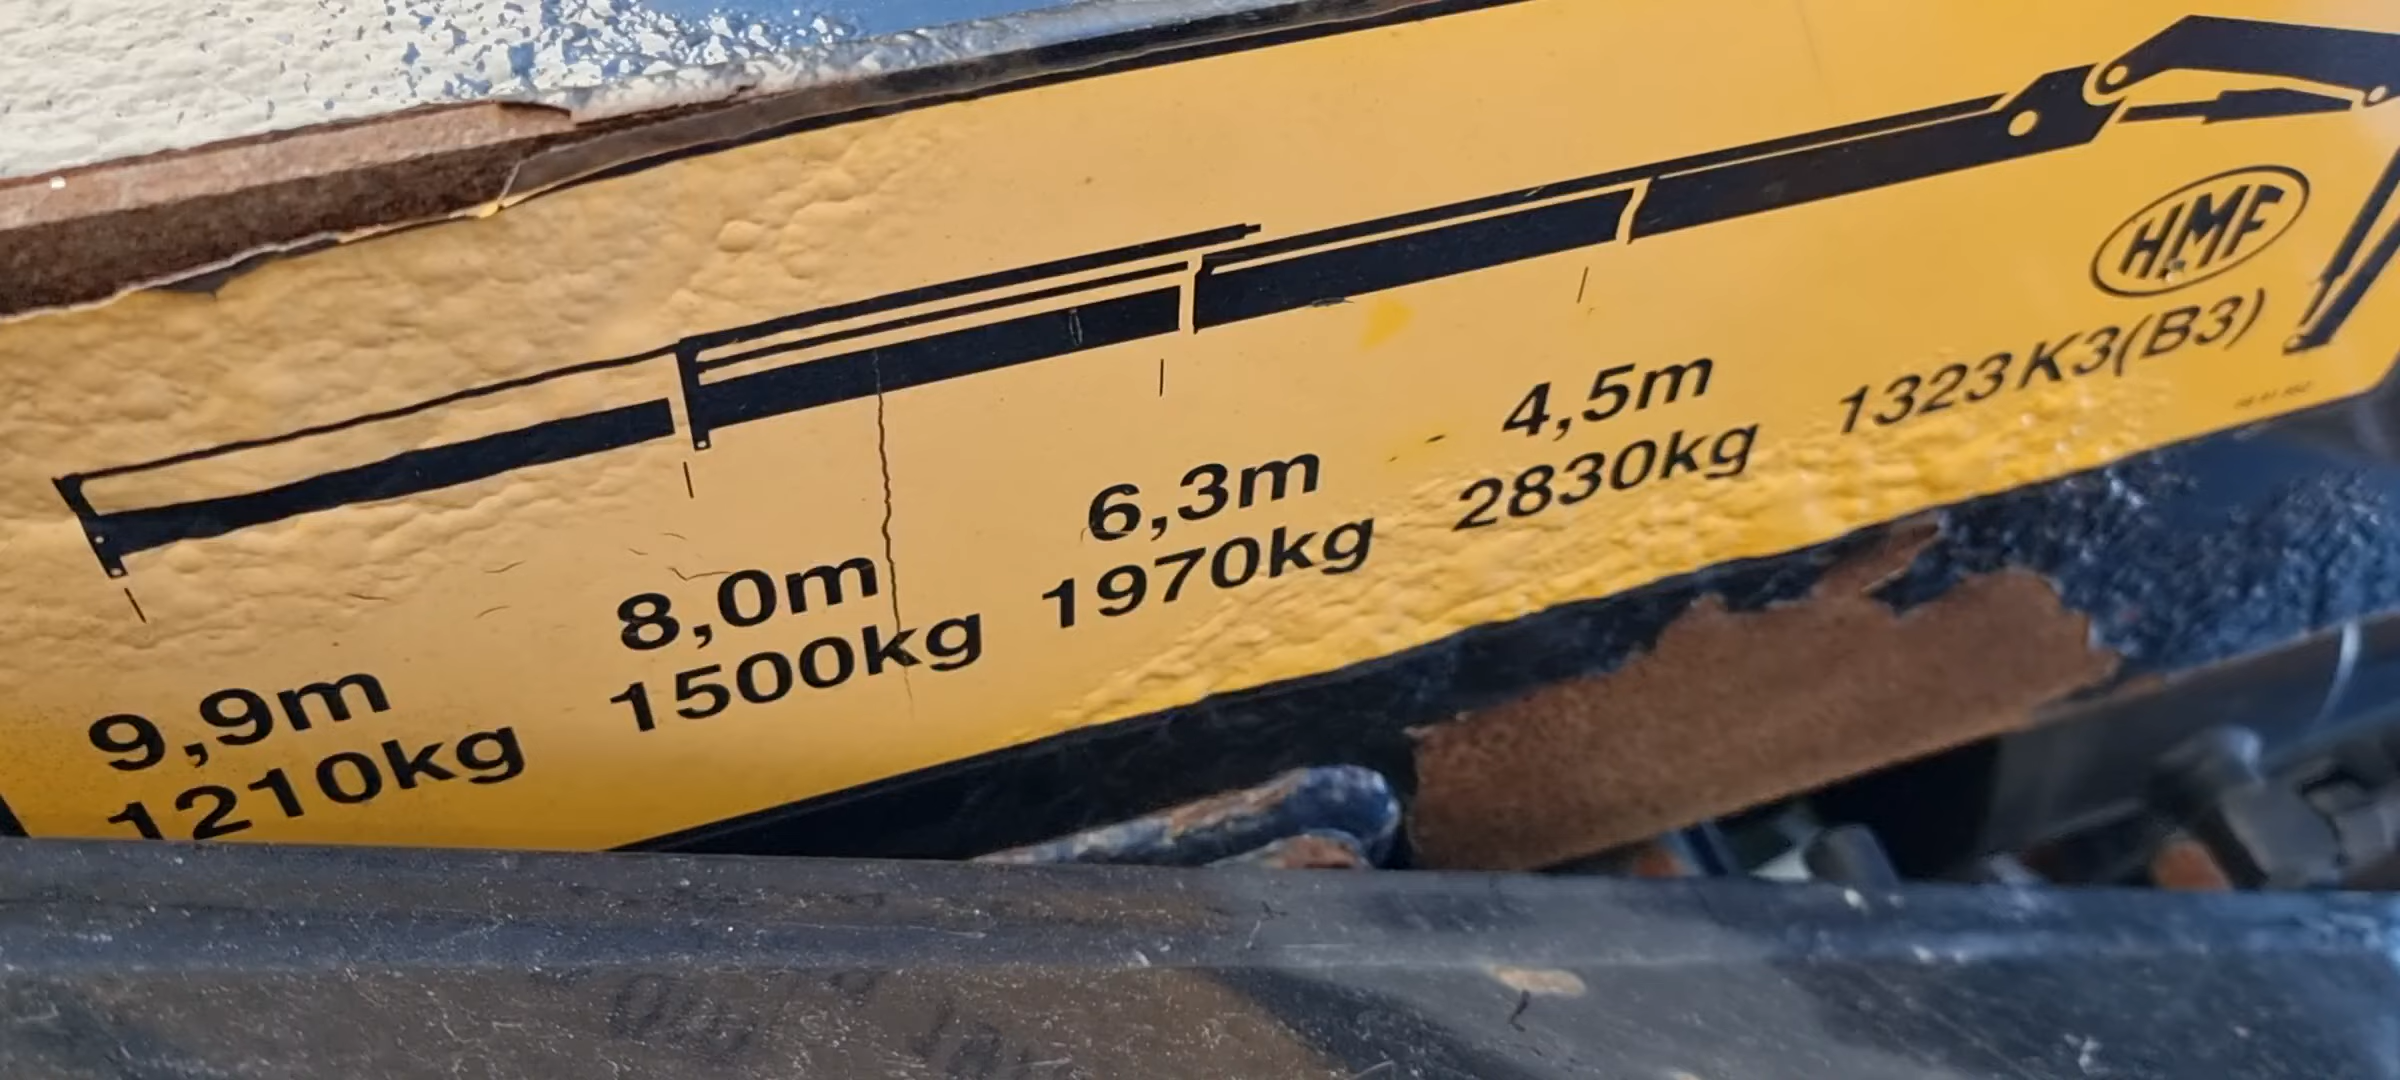 HMF
1323K3(B3)
4,5m
2830kg
6,3m
1970kg
8,0m
1500kg
9,9m
1210kg